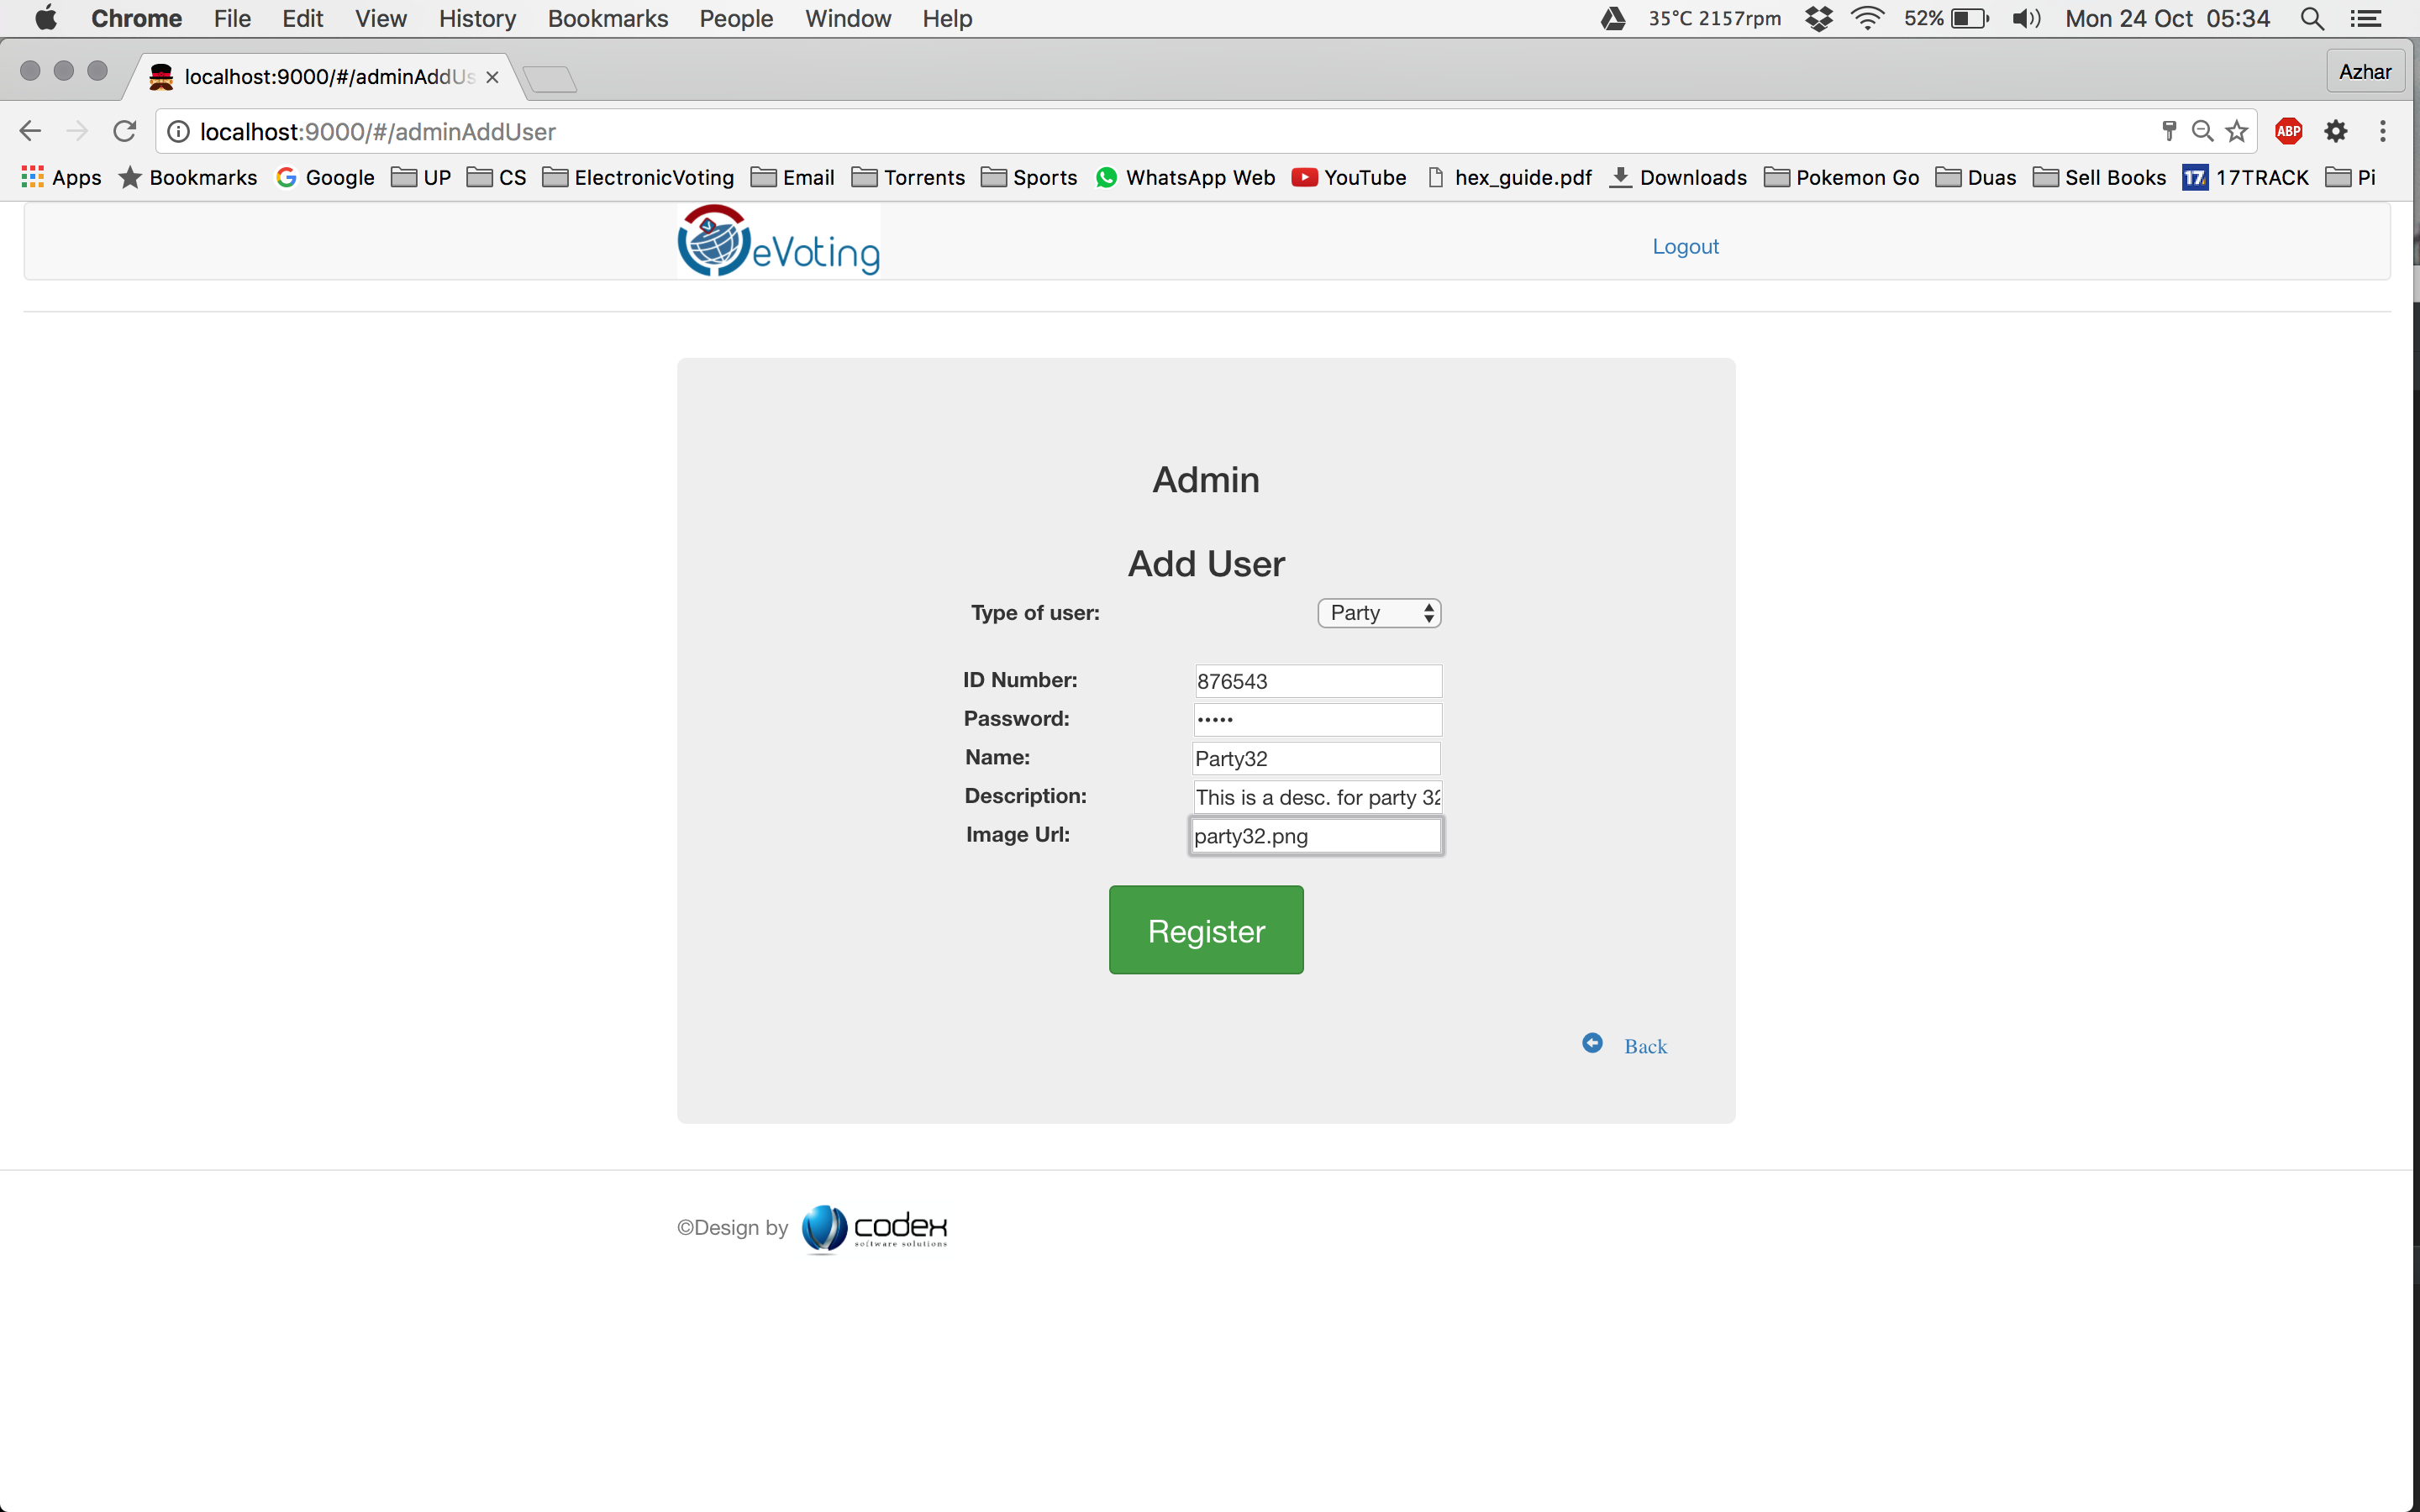 Chrome File Edit View History Bookmarks People Window Help 35°C 2157rpm 52% Mon 24 Oct 05:34
localhost:9000/#/adminAddUs Azhar
localhost:9000/#/adminAddUser ABP
Apps Bookmarks Google UP CS ElectronicVoting Email Torrents Sports WhatsApp Web YouTube hex_guide.pdf Downloads Pokemon Go Duas Sell Books 17 17TRACK Pi
eVoting Logout
Admin
Add User
Type of user: Party
ID Number: 876543
Password: •••••
Name: Party32
Description: This is a desc. for party 32
Image Url: party32.png
Register
Back
©Design by codex
software solutions